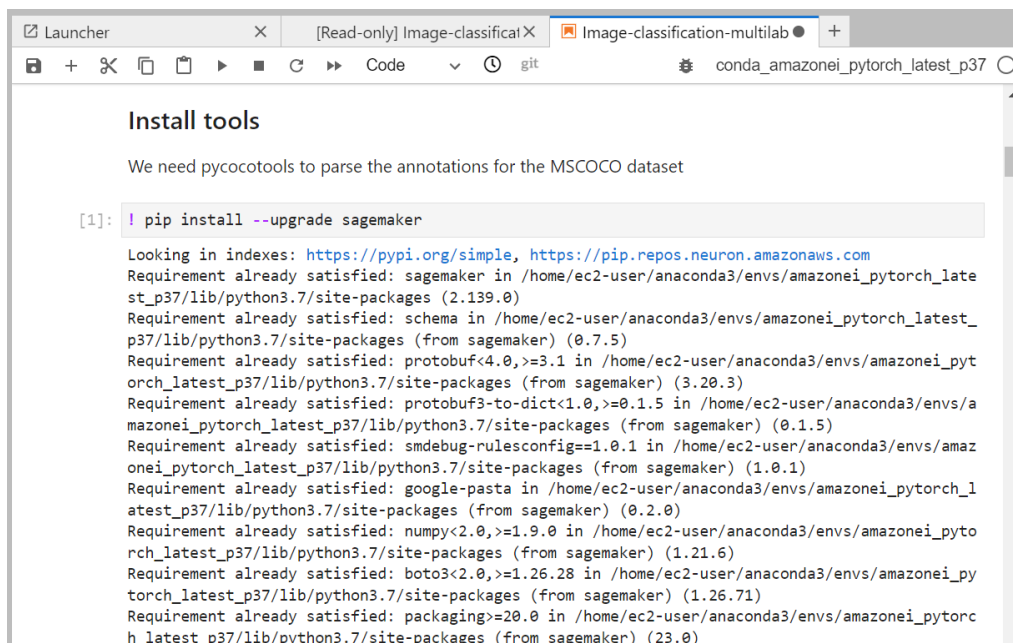 Launcher
[Read-only] Image-classificat
Image-classification-multilab
Code
git
conda_amazonei_pytorch_latest_p37
Install tools
We need pycocotools to parse the annotations for the MSCOCO dataset
[1]: ! pip install --upgrade sagemaker
Looking in indexes: https://pypi.org/simple, https://pip.repos.neuron.amazonaws.com
Requirement already satisfied: sagemaker in /home/ec2-user/anaconda3/envs/amazonei_pytorch_late
st_p37/lib/python3.7/site-packages (2.139.0)
Requirement already satisfied: schema in /home/ec2-user/anaconda3/envs/amazonei_pytorch_latest_
p37/lib/python3.7/site-packages (from sagemaker) (0.7.5)
Requirement already satisfied: protobuf<4.0,>=3.1 in /home/ec2-user/anaconda3/envs/amazonei_pyt
orch_latest_p37/lib/python3.7/site-packages (from sagemaker) (3.20.3)
Requirement already satisfied: protobuf3-to-dict<1.0,>=0.1.5 in /home/ec2-user/anaconda3/envs/a
mazonei_pytorch_latest_p37/lib/python3.7/site-packages (from sagemaker) (0.1.5)
Requirement already satisfied: smdebug-rulesconfig==1.0.1 in /home/ec2-user/anaconda3/envs/amaz
onei_pytorch_latest_p37/lib/python3.7/site-packages (from sagemaker) (1.0.1)
Requirement already satisfied: google-pasta in /home/ec2-user/anaconda3/envs/amazonei_pytorch_l
atest_p37/lib/python3.7/site-packages (from sagemaker) (0.2.0)
Requirement already satisfied: numpy<2.0,>=1.9.0 in /home/ec2-user/anaconda3/envs/amazonei_pyto
rch_latest_p37/lib/python3.7/site-packages (from sagemaker) (1.21.6)
Requirement already satisfied: boto3<2.0,>=1.26.28 in /home/ec2-user/anaconda3/envs/amazonei_py
torch_latest_p37/lib/python3.7/site-packages (from sagemaker) (1.26.71)
Requirement already satisfied: packaging>=20.0 in /home/ec2-user/anaconda3/envs/amazonei_pytorc
h_latest_p37/lib/python3.7/site-packages (from sagemaker) (23.0)